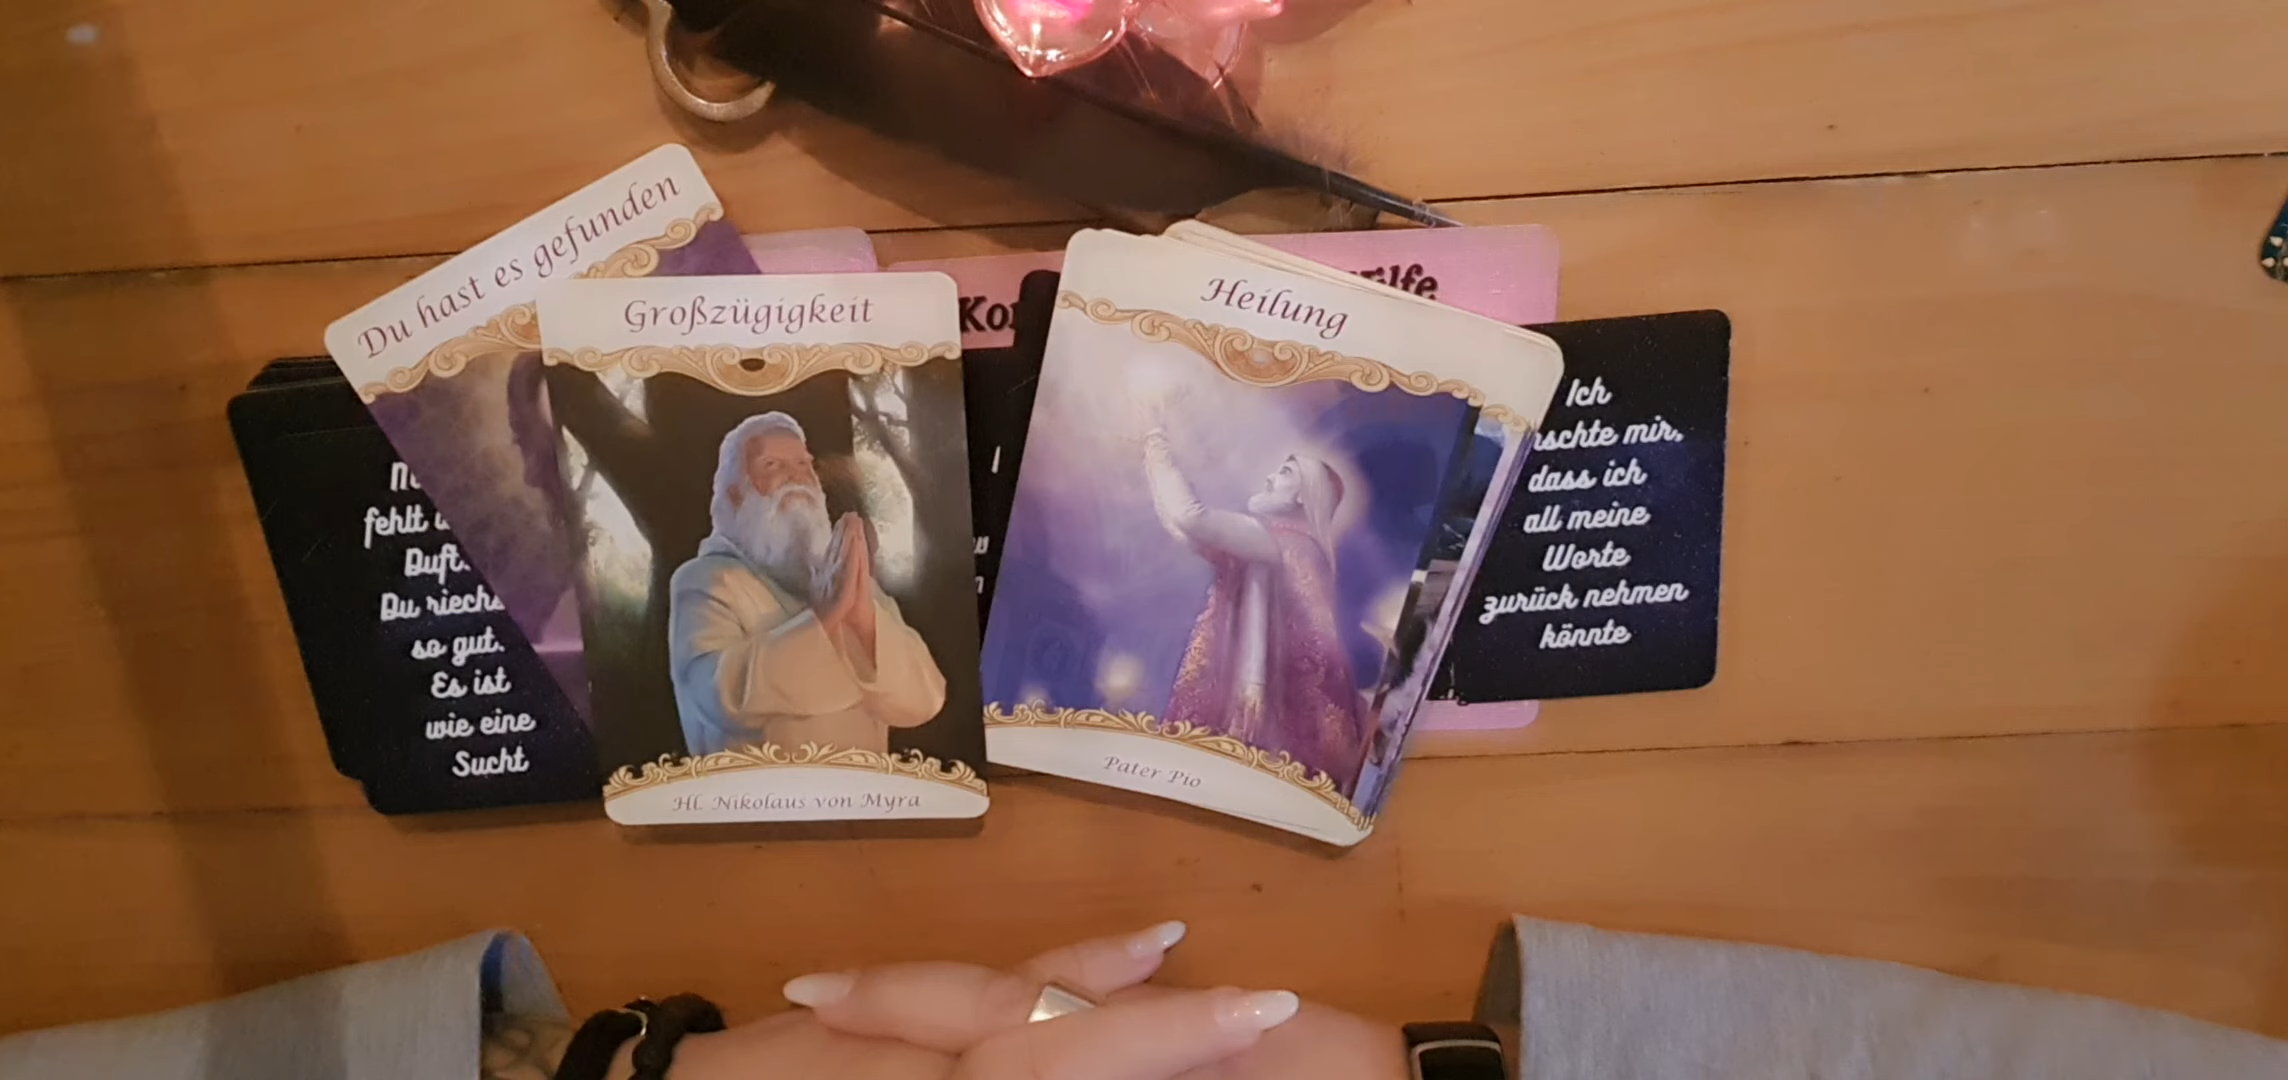 Du hast es gefunden
Großzügigkeit
Hl. Nikolaus von Myra
Heilung
Pater Pio
fehlt
Duft.
Du
so gut.
Es ist
wie eine
Sucht
Ich
mir,
dass ich
all meine
Worte
zurück nehmen
könnte